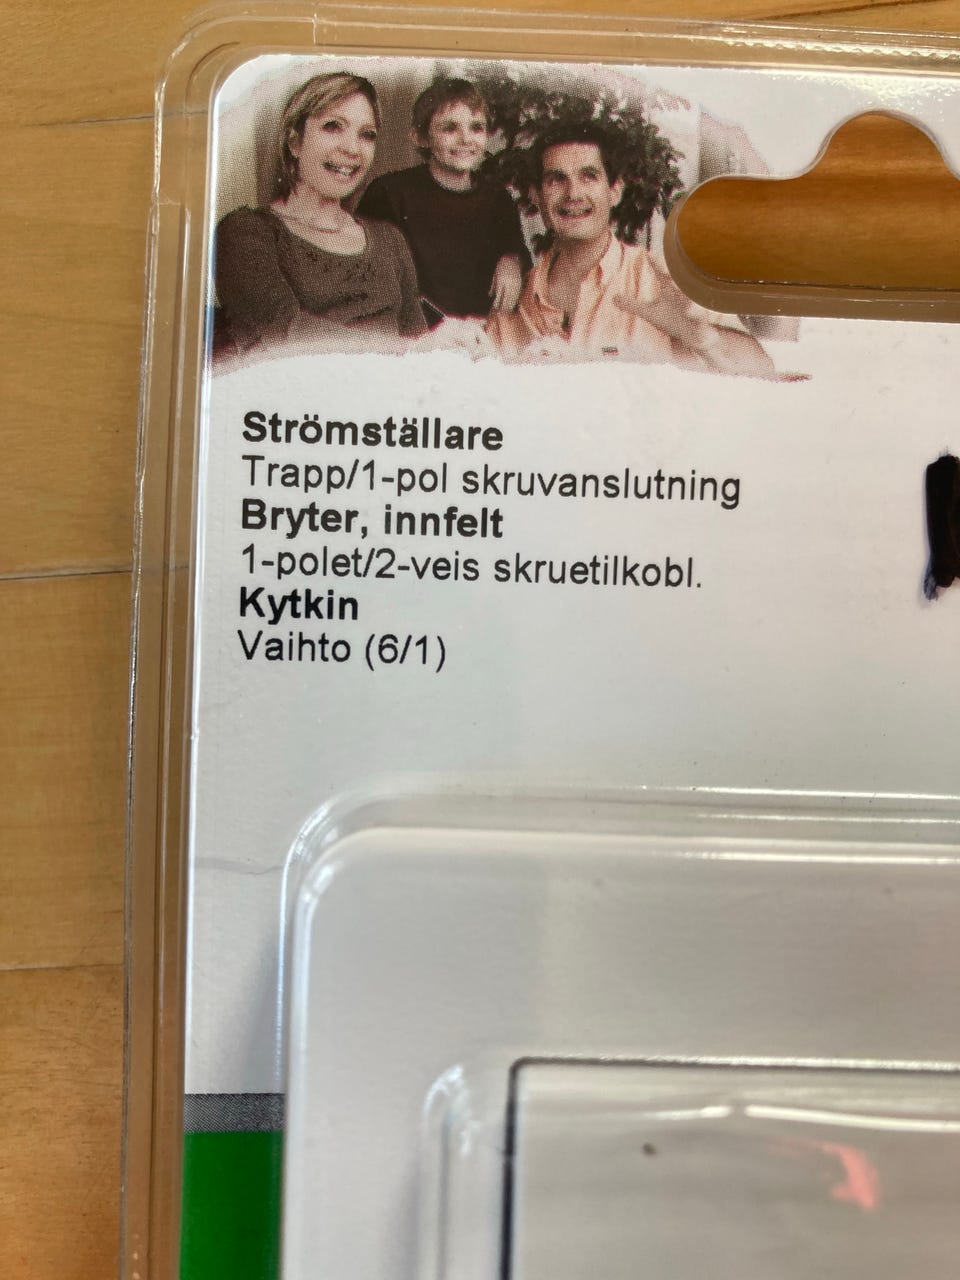 Strömställare
Trapp/1-pol skruvanslutning
Bryter, innfelt
1-polet/2-veis skruetilkobl.
Kytkin
Vaihto (6/1)